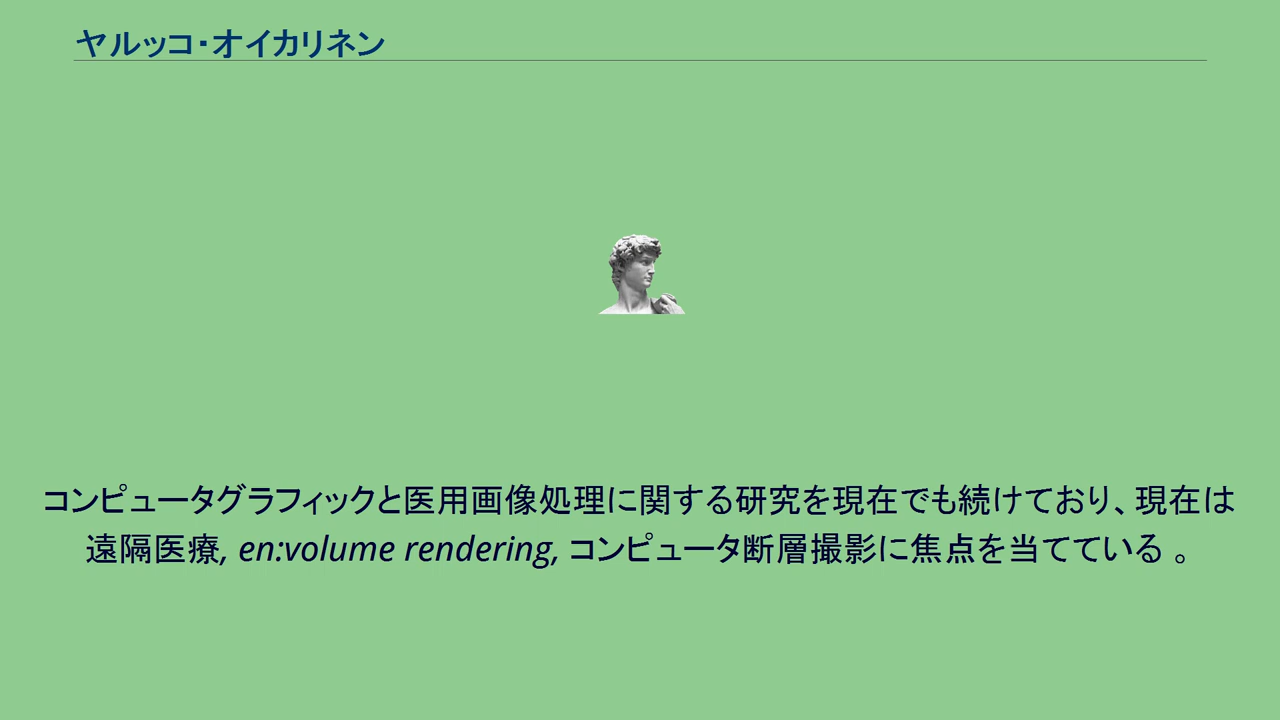 ヤルッコ・オイカリネン
コンピュータグラフィックと医用画像処理に関する研究を現在でも続けており、現在は
遠隔医療, en:volume rendering, コンピュータ断層撮影に焦点を当てている 。